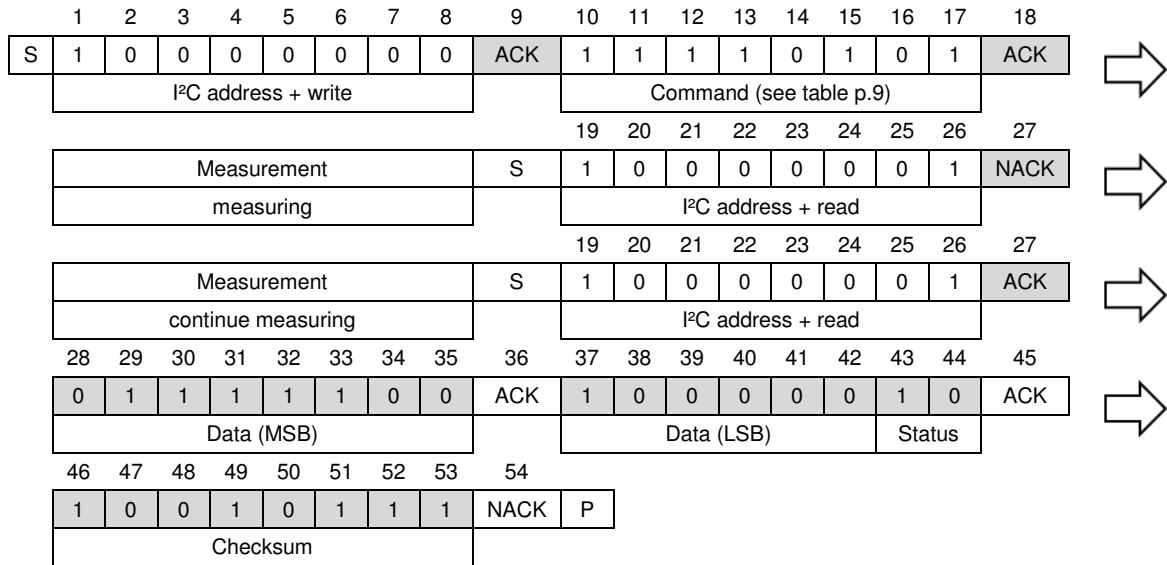 1 2 3 4 5 6 7 8 9 10 11 12 13 14 15 16 17 18
S 1 0 0 0 0 0 0 0 ACK 1 1 1 1 0 1 0 1 ACK
I²C address + write Command (see table p.9)
19 20 21 22 23 24 25 26 27
Measurement S 1 0 0 0 0 0 0 1 NACK
measuring I²C address + read
19 20 21 22 23 24 25 26 27
Measurement S 1 0 0 0 0 0 0 1 ACK
continue measuring I²C address + read
28 29 30 31 32 33 34 35 36 37 38 39 40 41 42 43 44 45
0 1 1 1 1 1 0 0 ACK 1 0 0 0 0 0 1 0 ACK
Data (MSB) Data (LSB) Status
46 47 48 49 50 51 52 53 54
1 0 0 1 0 1 1 1 NACK P
Checksum